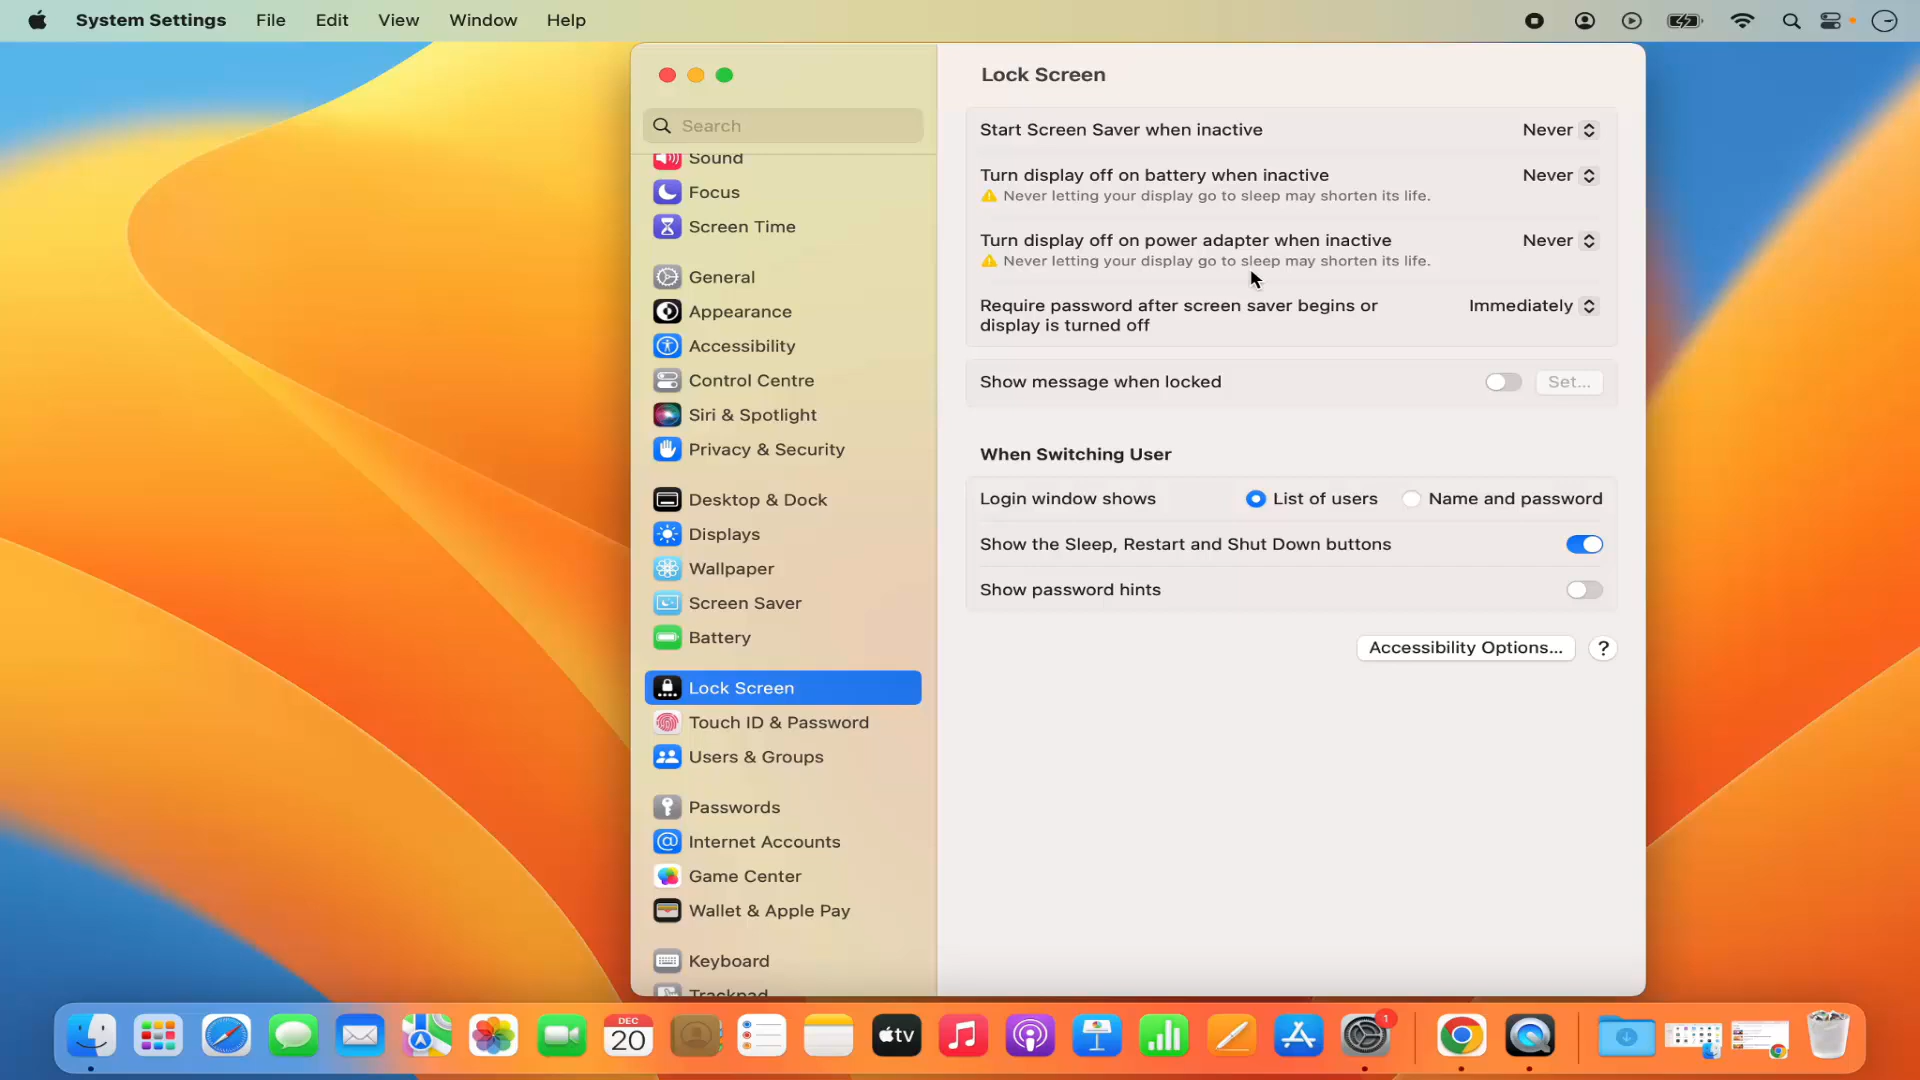 System Settings File Edit View Window Help
Lock Screen
Search
Sound
Focus
Screen Time
General
Appearance
Accessibility
Control Centre
Siri & Spotlight
Privacy & Security
Desktop & Dock
Displays
Wallpaper
Screen Saver
Battery
Lock Screen
Touch ID & Password
Users & Groups
Passwords
Internet Accounts
Game Center
Wallet & Apple Pay
Keyboard
Trackpad
Start Screen Saver when inactive Never
Turn display off on battery when inactive Never
Never letting your display go to sleep may shorten its life.
Turn display off on power adapter when inactive Never
Never letting your display go to sleep may shorten its life.
Require password after screen saver begins or Immediately
display is turned off
Show message when locked Set...
When Switching User
Login window shows List of users Name and password
Show the Sleep, Restart and Shut Down buttons
Show password hints
Accessibility Options... ?
DEC
20
tv
1